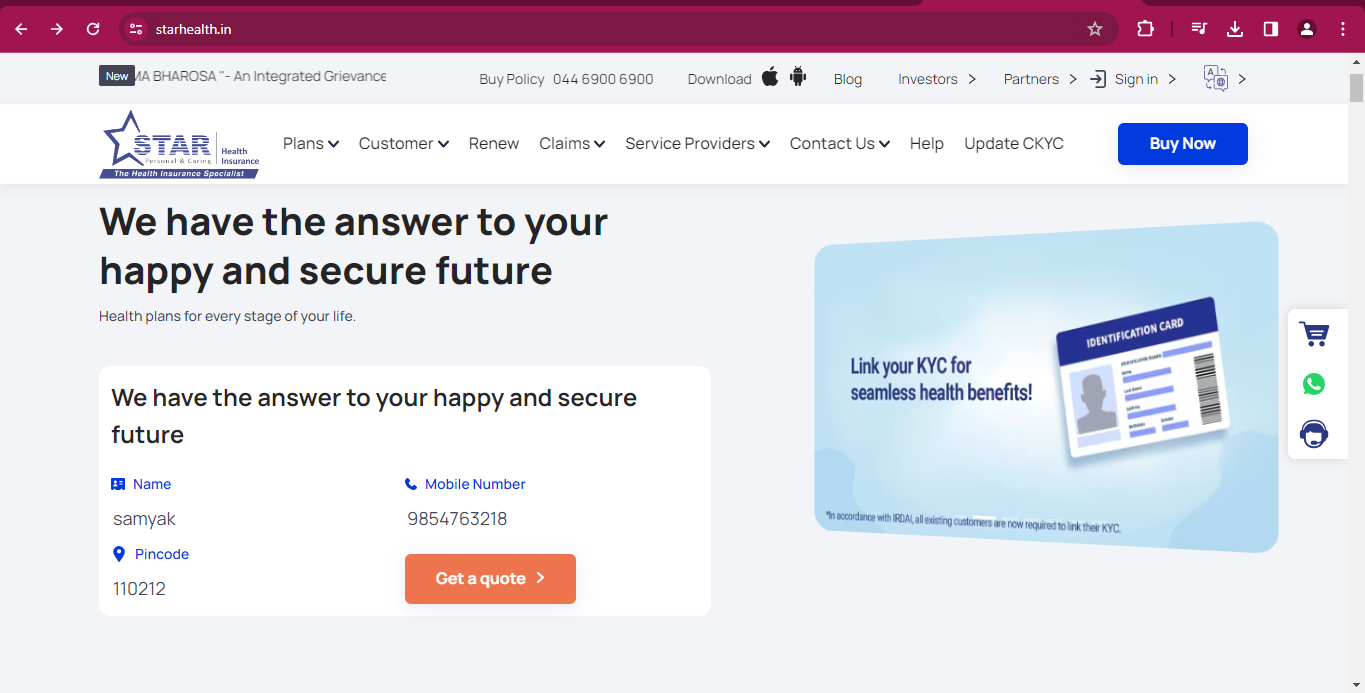 starhealth.in
New MA BHAROSA "- An Integrated Grievance
Buy Policy 044 6900 6900 Download Blog Investors Partners Sign in
STAR Health Insurance
Personal & Caring
The Health Insurance Specialist
Plans Customer Renew Claims Service Providers Contact Us Help Update CKYC Buy Now
We have the answer to your
happy and secure future
Health plans for every stage of your life.
We have the answer to your happy and secure
future
Name Mobile Number
samyak 9854763218
Pincode
110212
Get a quote
IDENTIFICATION CARD
Link your KYC for
seamless health benefits!
*In accordance with IRDAI, all existing customers are now required to link their KYC.